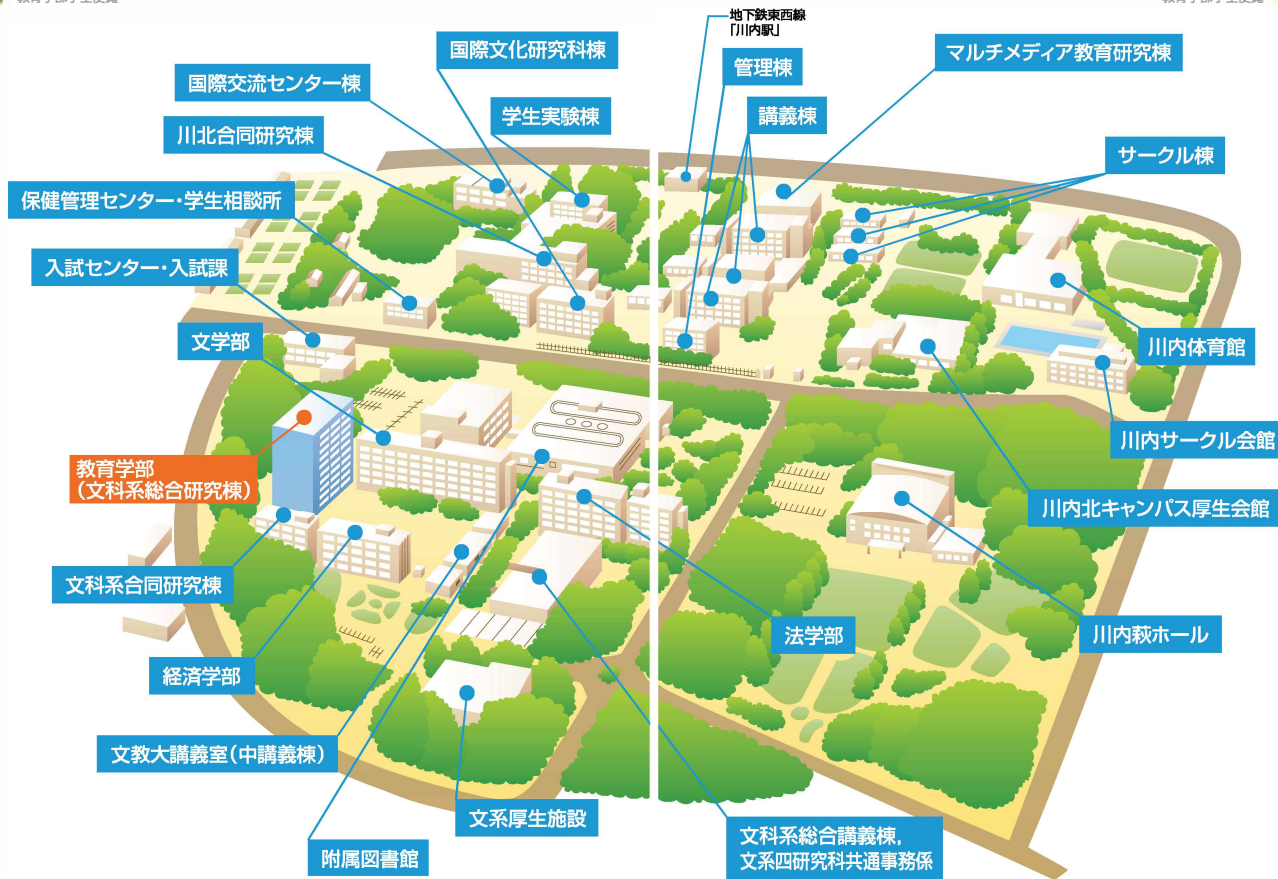 地下鉄東西線
「川内駅」
国際文化研究科棟
管理棟
マルチメディア教育研究棟
国際交流センター棟
学生実験棟
講義棟
川北合同研究棟
サークル棟
保健管理センター・学生相談所
入試センター・入試課
文学部
川内体育館
川内サークル会館
教育学部
(文科系総合研究棟)
川内北キャンパス厚生会館
文科系合同研究棟
法学部
川内萩ホール
経済学部
文教大講義室(中講義棟)
文系厚生施設
文科系総合講義棟,
文系四研究科共通事務係
附属図書館